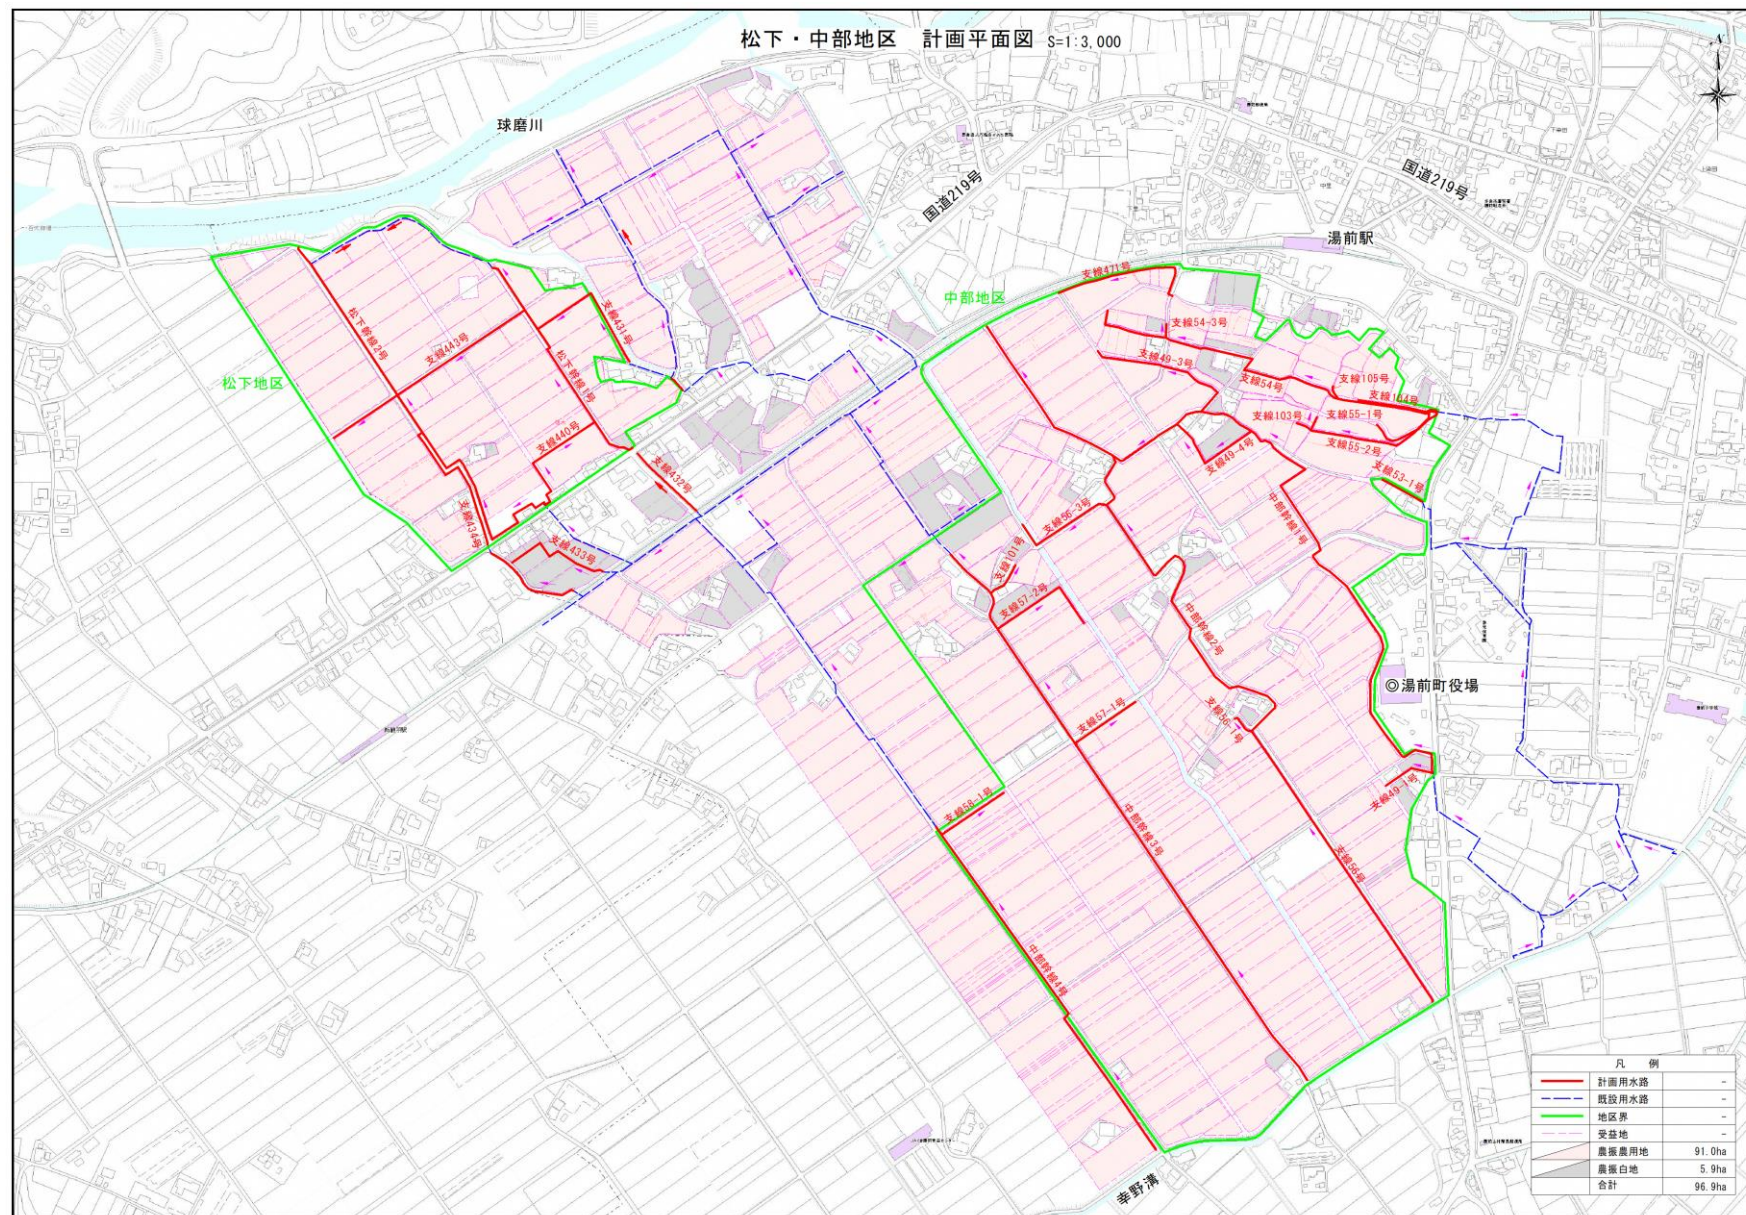 松下・中部地区 計画平面図 S=1:3,000
球磨川
国道219号
国道219号
湯前駅
中部地区
松下地区
支線471号
支線54-3号
支線49-3号
支線54号
支線105号
支線104号
支線103号
支線55-1号
支線55-2号
支線53-1号
支線49-4号
中部幹線1号
支線431号
松下幹線2号
支線443号
松下幹線1号
支線440号
支線432号
支線434号
支線433号
支線56-3号
支線101号
支線57-2号
中部幹線2号
支線56-1号
◎湯前町役場
支線57-1号
支線49-1号
支線58-1号
中部幹線3号
支線56号
中部幹線4号
幸野溝
中里
下里
凡 例
計画用水路 -
既設用水路 -
地区界 -
受益地 -
農振農用地 91.0ha
農振白地 5.9ha
合計 96.9ha